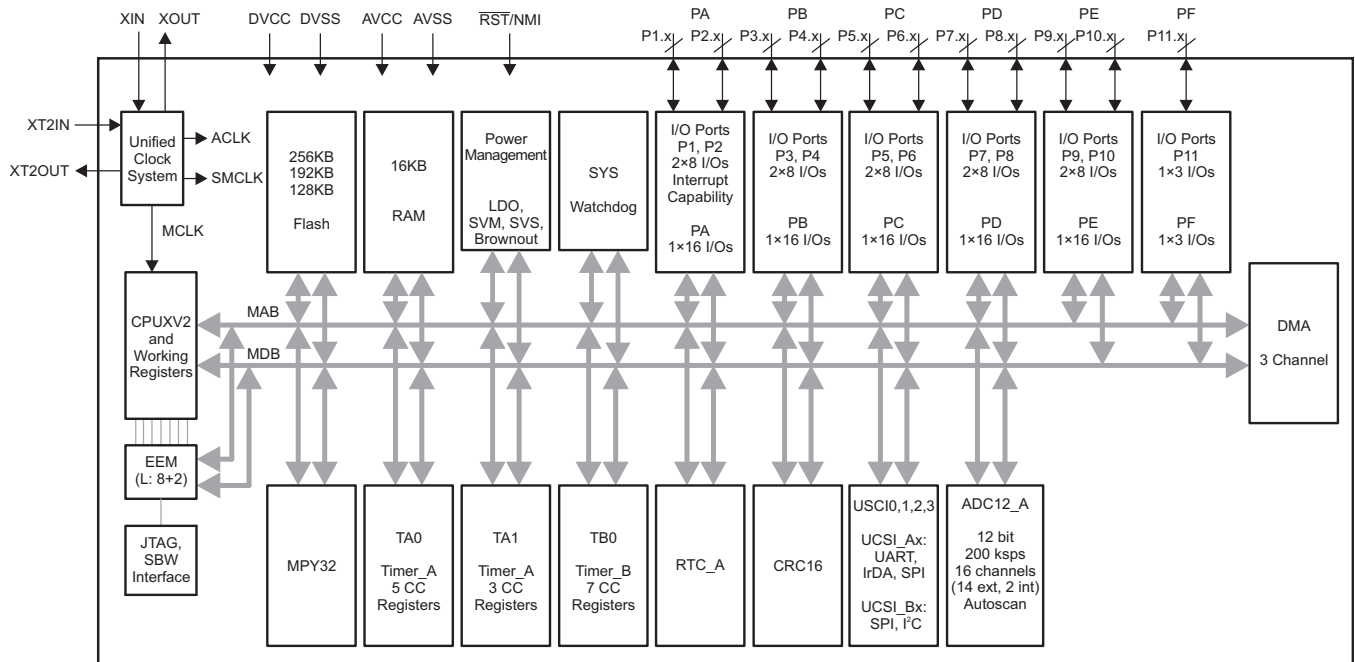 XIN XOUT DVCC DVSS AVCC AVSS RST/NMI PA PB PC PD PE PF
P1.x P2.x P3.x P4.x P5.x P6.x P7.x P8.x P9.x P10.x P11.x
XT2IN
XT2OUT
Unified
Clock
System
ACLK
SMCLK
MCLK
256KB
192KB
128KB
Flash
16KB
RAM
Power
Management
LDO,
SVM, SVS,
Brownout
SYS
Watchdog
I/O Ports
P1, P2
2×8 I/Os
Interrupt
Capability
PA
1×16 I/Os
I/O Ports
P3, P4
2×8 I/Os
PB
1×16 I/Os
I/O Ports
P5, P6
2×8 I/Os
PC
1×16 I/Os
I/O Ports
P7, P8
2×8 I/Os
PD
1×16 I/Os
I/O Ports
P9, P10
2×8 I/Os
PE
1×16 I/Os
I/O Ports
P11
1×3 I/Os
PF
1×3 I/Os
CPUXV2
and
Working
Registers
MAB
MDB
DMA
3 Channel
EEM
(L: 8+2)
JTAG,
SBW
Interface
MPY32
TA0
Timer_A
5 CC
Registers
TA1
Timer_A
3 CC
Registers
TB0
Timer_B
7 CC
Registers
RTC_A
CRC16
USCI0,1,2,3
UCSI_Ax:
UART,
IrDA, SPI
UCSI_Bx:
SPI, I²C
ADC12_A
12 bit
200 ksps
16 channels
(14 ext, 2 int)
Autoscan